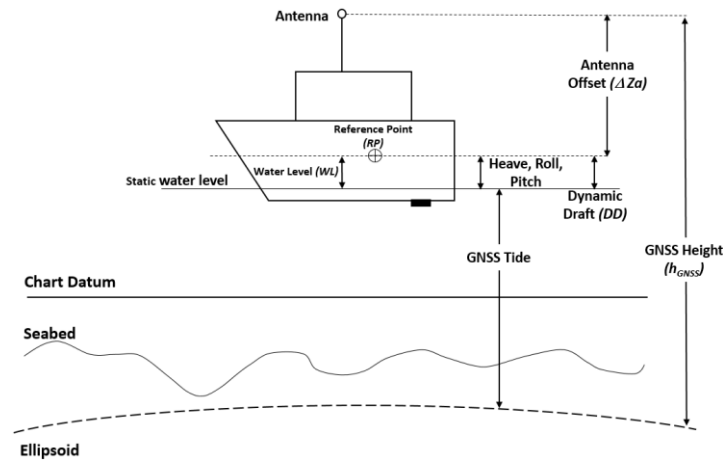 Antenna
Antenna
Offset (ΔZa)
Reference Point
(RP)
Water Level (WL)
Heave, Roll,
Pitch
Static water level
Dynamic
Draft (DD)
GNSS Tide
GNSS Height
(hGNSS)
Chart Datum
Seabed
Ellipsoid